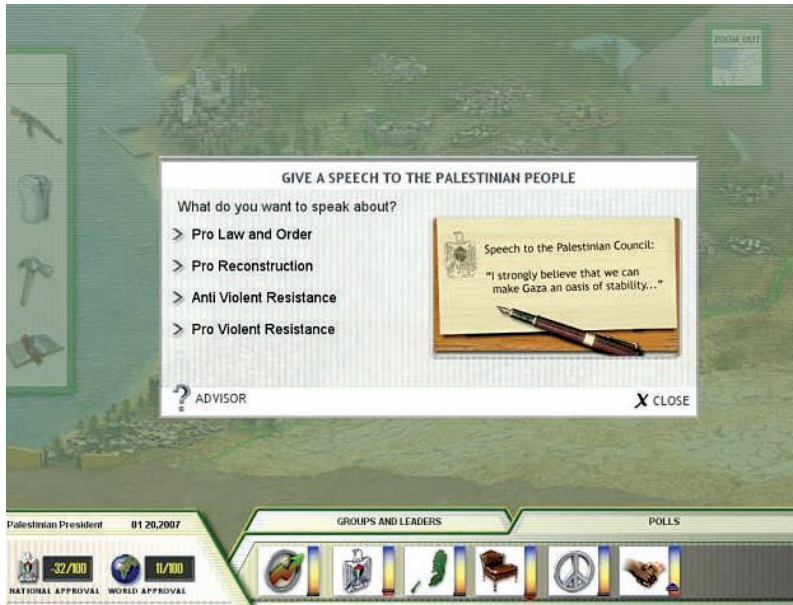 ZOOM OUT
GIVE A SPEECH TO THE PALESTINIAN PEOPLE
What do you want to speak about?
> Pro Law and Order
> Pro Reconstruction
> Anti Violent Resistance
> Pro Violent Resistance
Speech to the Palestinian Council:
"I strongly believe that we can
make Gaza an oasis of stability..."
? ADVISOR
X CLOSE
Palestinian President 01 20,2007
GROUPS AND LEADERS
POLLS
-32/100
11/100
NATIONAL APPROVAL WORLD APPROVAL